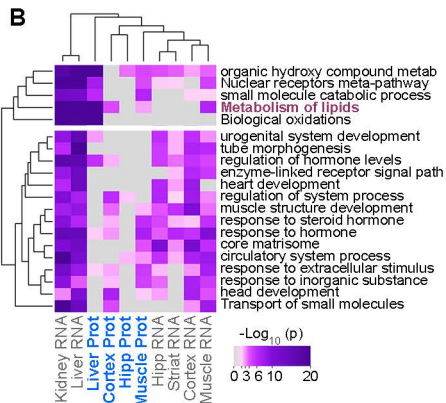 B
organic hydroxy compound metab
Nuclear receptors meta-pathway
small molecule catabolic process
Metabolism of lipids
Biological oxidations
urogenital system development
tube morphogenesis
regulation of hormone levels
enzyme-linked receptor signal path
heart development
regulation of system process
muscle structure development
response to steroid hormone
response to hormone
core matrisome
circulatory system process
response to extracellular stimulus
response to inorganic substance
head development
Transport of small molecules
Kidney RNA
Liver RNA
Liver Prot
Cortex Prot
Hipp Prot
Muscle Prot
Hipp RNA
Striat RNA
Cortex RNA
Muscle RNA
-Log10 (p)
0 3 6 10 20